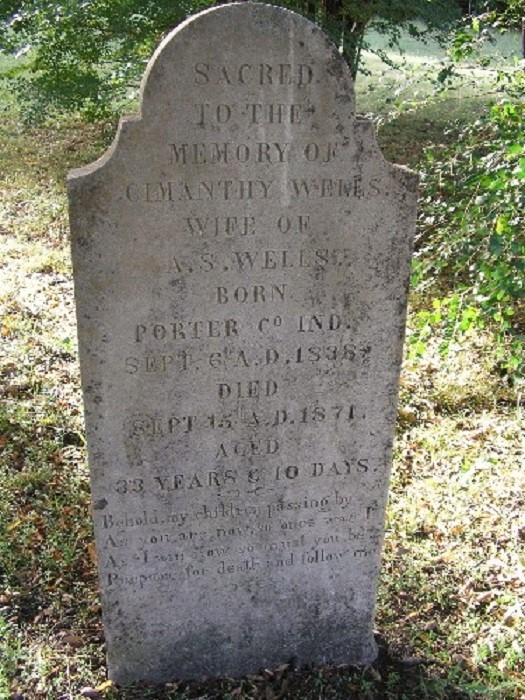 SACRED
TO THE
MEMORY OF
CIMANTHY WELLS.
WIFE OF
A. S. WELLS.
BORN
PORTER Co IND.
SEPT. 6 A.D. 1838
DIED
SEPT 15 A.D. 1871.
AGED
33 YEARS & 10 DAYS.
Behold, my children passing by
As you are now, so once was I
As I am now so must you be
Prepare for death and follow me